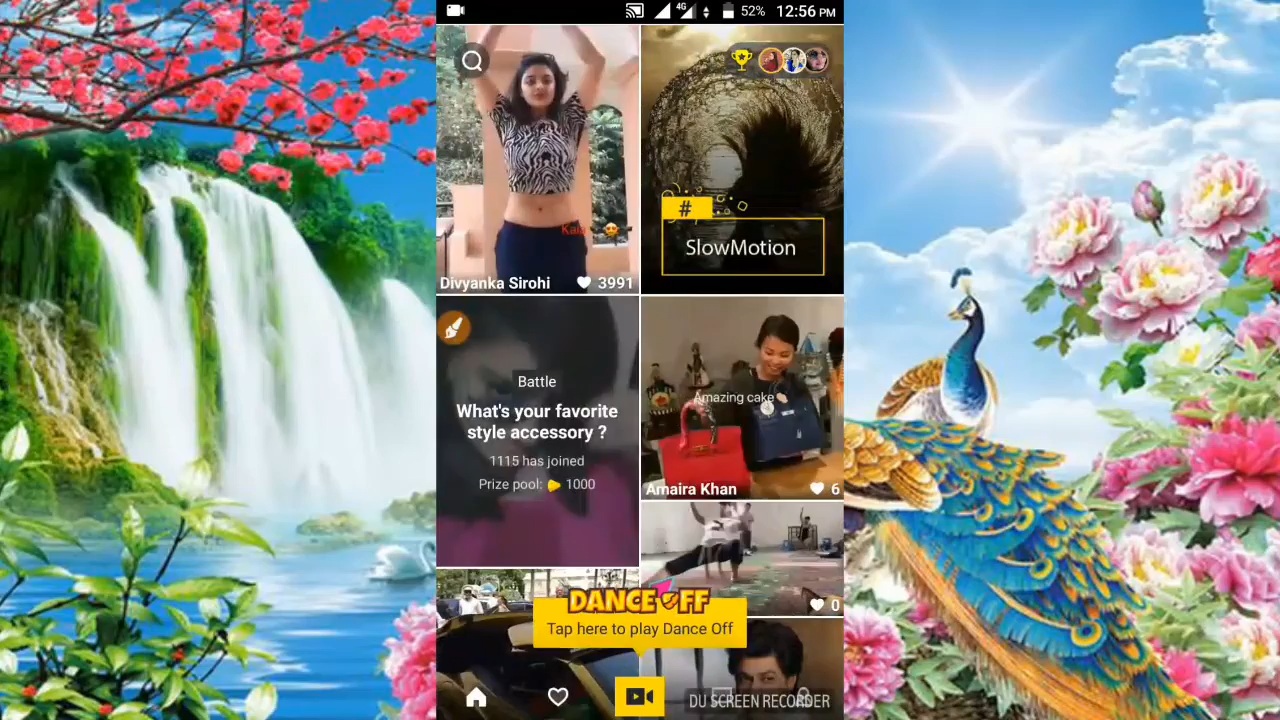 4G 52% 12:56 PM
Kala
Divyanka Sirohi 3991
#
SlowMotion
Battle
What's your favorite
style accessory ?
1115 has joined
Prize pool: 1000
Amazing cake
Amaira Khan 6
0
DANCE OFF
Tap here to play Dance Off
DU SCREEN RECORDER